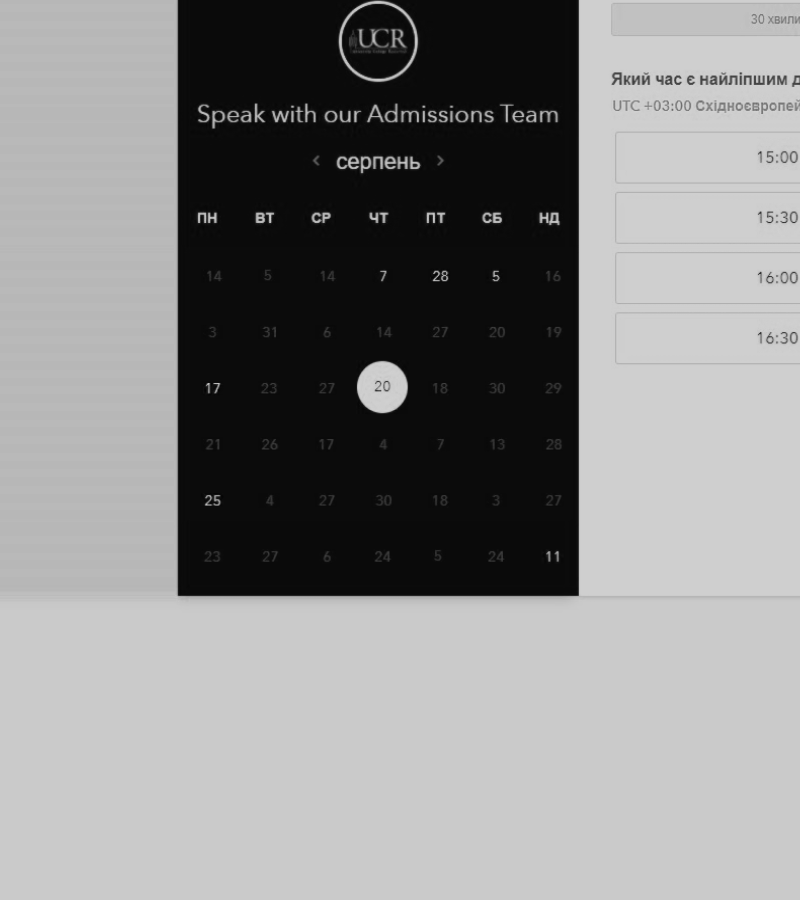 UCR
30 хвили
Speak with our Admissions Team
серпень
ПН ВТ СР ЧТ ПТ СБ НД
14 5 14 7 28 5 16
3 31 6 14 27 20 19
17 23 27 20 18 30 29
21 26 17 4 7 13 28
25 4 27 30 18 3 27
23 27 6 24 5 24 11
Який час є найліпшим д
UTC +03:00 Східноєвропей
15:00
15:30
16:00
16:30